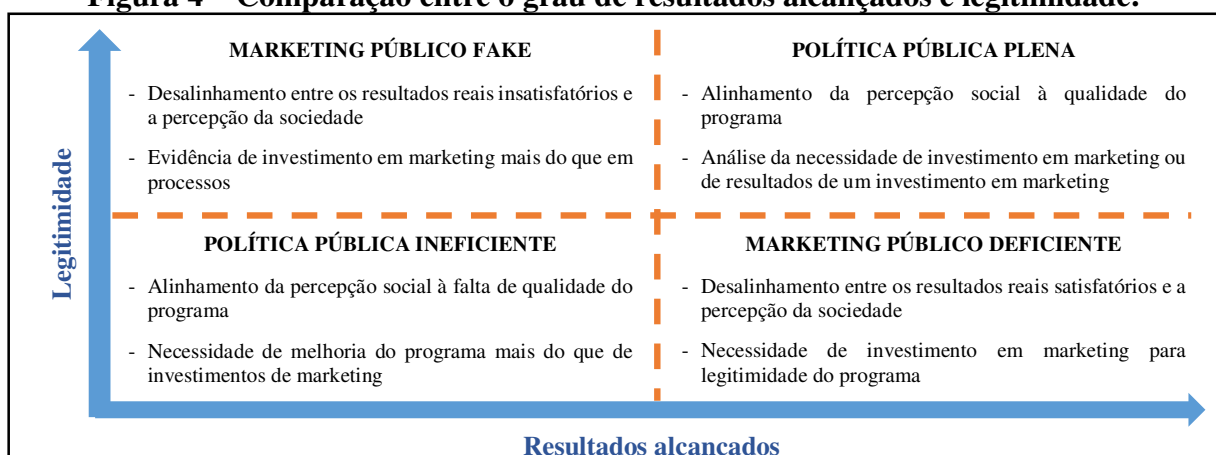 Figura 4 – Comparação entre o grau de resultados alcançados e legitimidade.
MARKETING PÚBLICO FAKE
- Desalinhamento entre os resultados reais insatisfatórios e
a percepção da sociedade
- Evidência de investimento em marketing mais do que em
processos
POLÍTICA PÚBLICA PLENA
- Alinhamento da percepção social à qualidade do
programa
- Análise da necessidade de investimento em marketing ou
de resultados de um investimento em marketing
Legitimidade
POLÍTICA PÚBLICA INEFICIENTE
- Alinhamento da percepção social à falta de qualidade do
programa
- Necessidade de melhoria do programa mais do que de
investimentos de marketing
MARKETING PÚBLICO DEFICIENTE
- Desalinhamento entre os resultados reais satisfatórios e a
percepção da sociedade
- Necessidade de investimento em marketing para
legitimidade do programa
Resultados alcançados